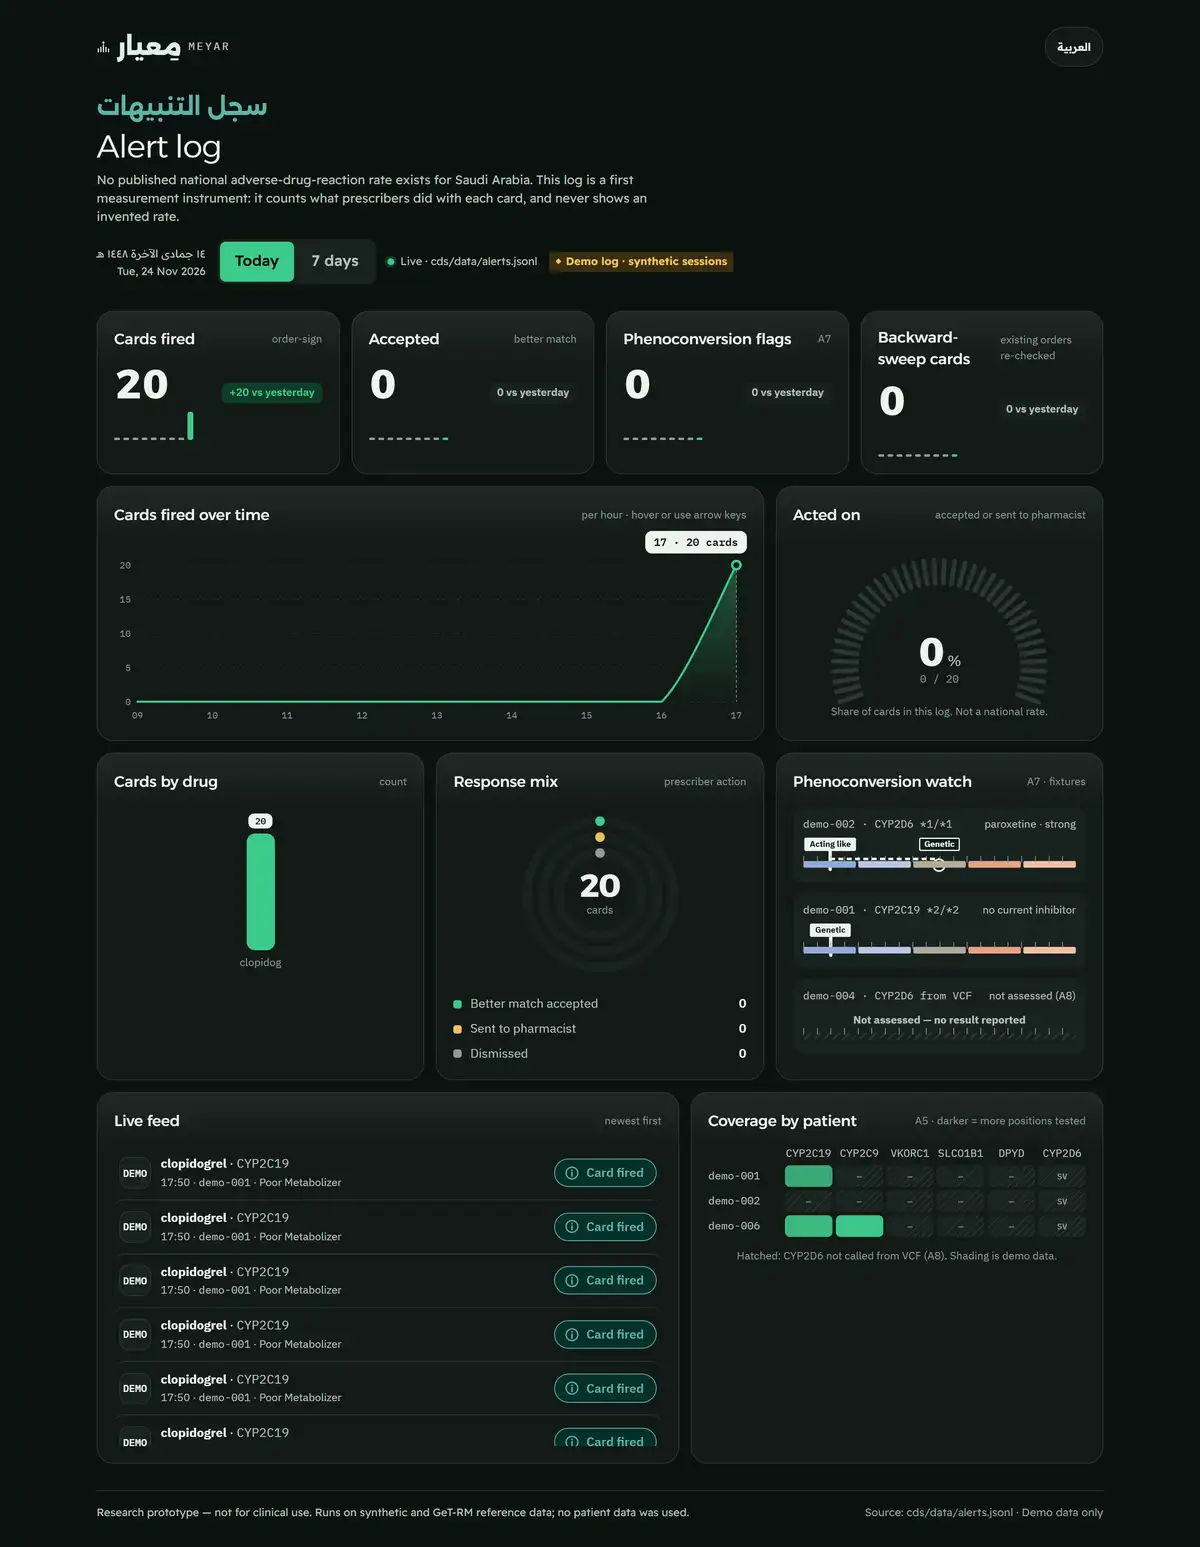 مِعيار MEYAR
العربية
سجل التنبيهات
Alert log
No published national adverse-drug-reaction rate exists for Saudi Arabia. This log is a first
measurement instrument: it counts what prescribers did with each card, and never shows an
invented rate.
١٤ جمادى الآخرة ١٤٤٨ هـ
Tue, 24 Nov 2026
Today
7 days
Live · cds/data/alerts.jsonl
Demo log · synthetic sessions
Cards fired
order-sign
20
+20 vs yesterday
Accepted
better match
0
0 vs yesterday
Phenoconversion flags
A7
0
0 vs yesterday
Backward-
sweep cards
existing orders
re-checked
0
0 vs yesterday
Cards fired over time
per hour · hover or use arrow keys
17 · 20 cards
20
15
10
5
0
09 10 11 12 13 14 15 16 17
Acted on
accepted or sent to pharmacist
0 %
0 / 20
Share of cards in this log. Not a national rate.
Cards by drug
count
20
clopidog
Response mix
prescriber action
20
cards
Better match accepted 0
Sent to pharmacist 0
Dismissed 0
Phenoconversion watch
A7 · fixtures
demo-002 · CYP2D6 *1/*1 paroxetine · strong
Acting like Genetic
demo-001 · CYP2C19 *2/*2 no current inhibitor
Genetic
demo-004 · CYP2D6 from VCF not assessed (A8)
Not assessed — no result reported
Live feed
newest first
DEMO
clopidogrel · CYP2C19
17:50 · demo-001 · Poor Metabolizer
Card fired
DEMO
clopidogrel · CYP2C19
17:50 · demo-001 · Poor Metabolizer
Card fired
DEMO
clopidogrel · CYP2C19
17:50 · demo-001 · Poor Metabolizer
Card fired
DEMO
clopidogrel · CYP2C19
17:50 · demo-001 · Poor Metabolizer
Card fired
DEMO
clopidogrel · CYP2C19
17:50 · demo-001 · Poor Metabolizer
Card fired
DEMO
clopidogrel · CYP2C19
Card fired
Coverage by patient
A5 · darker = more positions tested
CYP2C19 CYP2C9 VKORC1 SLCO1B1 DPYD CYP2D6
demo-001 – – – – SV
demo-002 – – – – – SV
demo-006 – – – SV
Hatched: CYP2D6 not called from VCF (A8). Shading is demo data.
Research prototype — not for clinical use. Runs on synthetic and GeT-RM reference data; no patient data was used.
Source: cds/data/alerts.jsonl · Demo data only